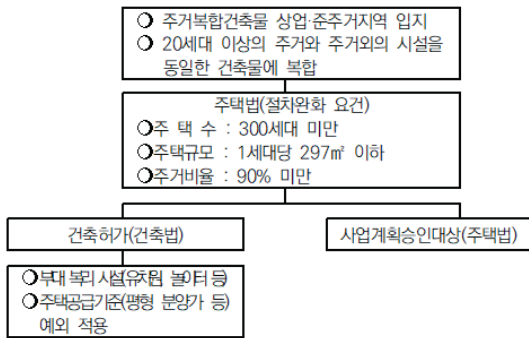 ❍ 주거복합건축물 상업·준주거지역 입지
❍ 20세대 이상의 주거와 주거외의 시설을
동일한 건축물에 복합
주택법(절차완화 요건)
❍주 택 수 : 300세대 미만
❍주택규모 : 1세대당 297㎡ 이하
❍주거비율 : 90% 미만
건축허가(건축법)
사업계획승인대상(주택법)
❍부대 복리 시설(유치원, 놀이터 등)
❍주택공급기준(평형 분양가 등)
예외 적용